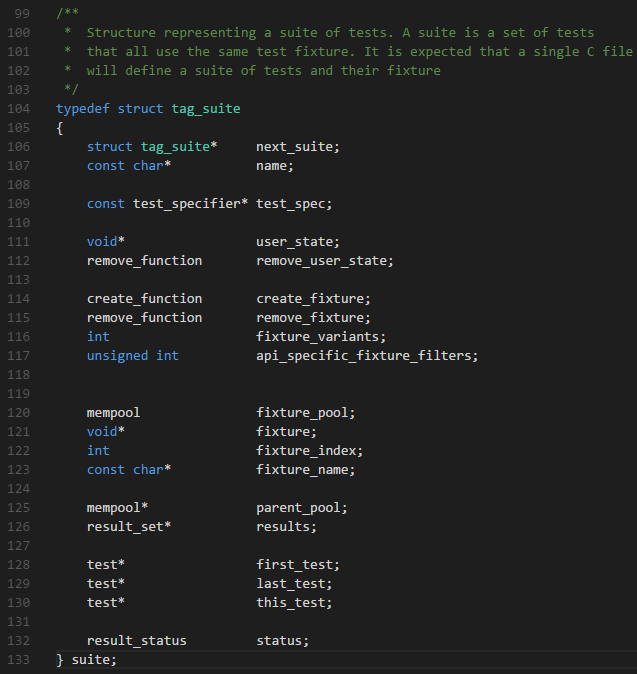 99 /**
100  *  Structure representing a suite of tests. A suite is a set of tests
101  *  that all use the same test fixture. It is expected that a single C file
102  *  will define a suite of tests and their fixture
103  */
104 typedef struct tag_suite
105 {
106     struct tag_suite*     next_suite;
107     const char*           name;
108
109     const test_specifier* test_spec;
110
111     void*                 user_state;
112     remove_function       remove_user_state;
113
114     create_function       create_fixture;
115     remove_function       remove_fixture;
116     int                   fixture_variants;
117     unsigned int          api_specific_fixture_filters;
118
119
120     mempool               fixture_pool;
121     void*                 fixture;
122     int                   fixture_index;
123     const char*           fixture_name;
124
125     mempool*              parent_pool;
126     result_set*           results;
127
128     test*                 first_test;
129     test*                 last_test;
130     test*                 this_test;
131
132     result_status         status;
133 } suite;